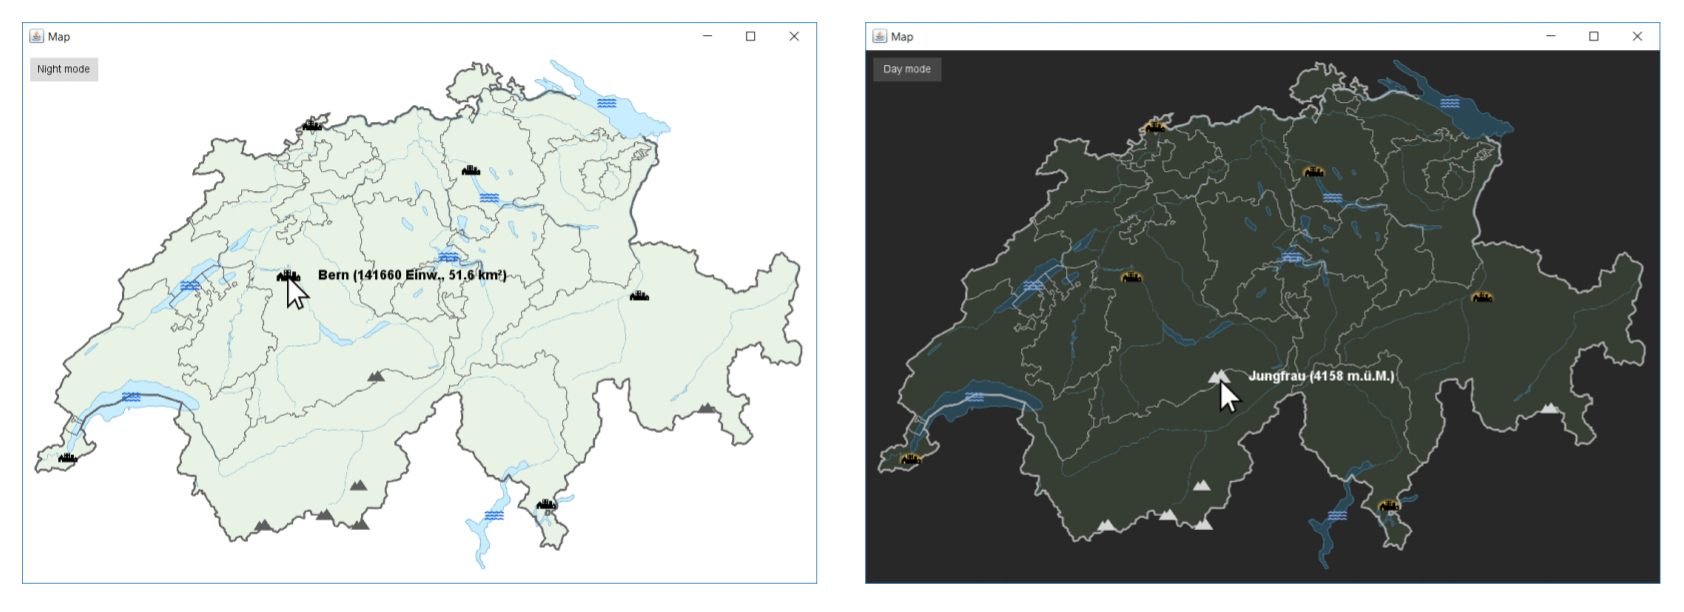 Map
Night mode
Bern (141660 Einw., 51.6 km²)
Map
Day mode
Jungfrau (4158 m.ü.M.)